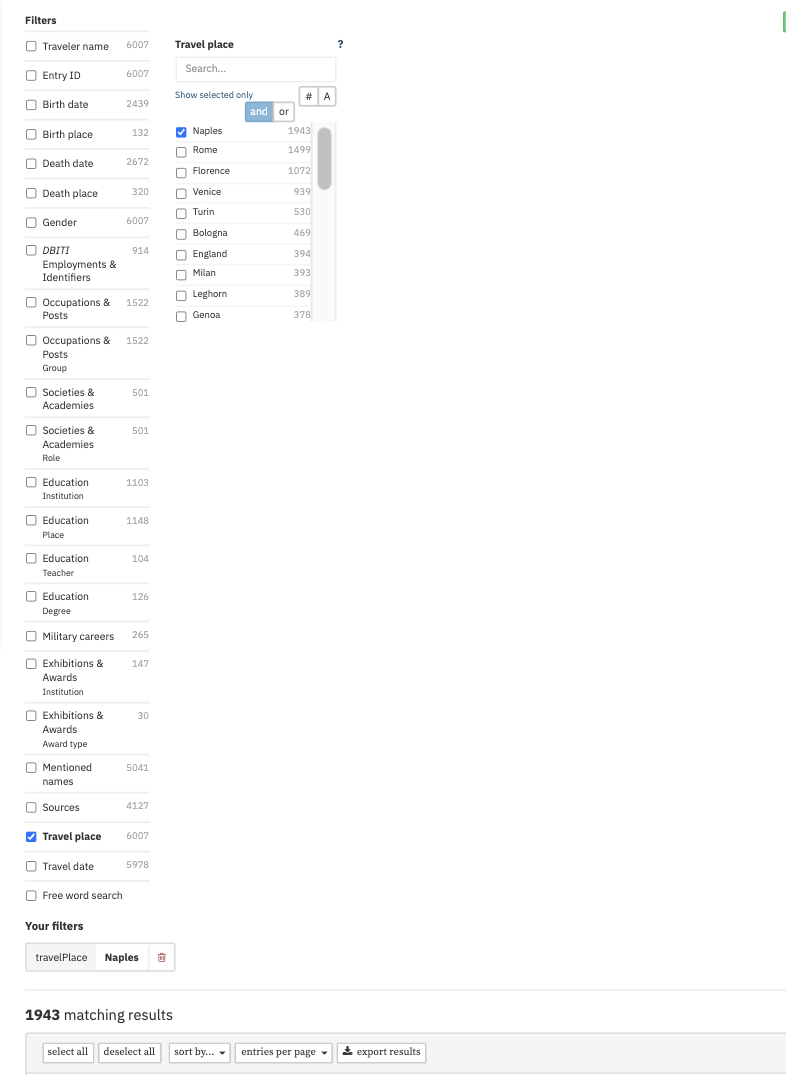 Filters
Traveler name 6007
Entry ID 6007
Birth date 2439
Birth place 132
Death date 2672
Death place 320
Gender 6007
DBITI 914
Employments &
Identifiers
Occupations & 1522
Posts
Occupations & 1522
Posts
Group
Societies & 501
Academies
Societies & 501
Academies
Role
Education 1103
Institution
Education 1148
Place
Education 104
Teacher
Education 126
Degree
Military careers 265
Exhibitions & 147
Awards
Institution
Exhibitions & 30
Awards
Award type
Mentioned 5041
names
Sources 4127
Travel place 6007
Travel date 5978
Free word search
Travel place ?
Search...
Show selected only # A
and or
Naples 1943
Rome 1499
Florence 1072
Venice 939
Turin 530
Bologna 469
England 394
Milan 393
Leghorn 389
Genoa 378
Your filters
travelPlace Naples
1943 matching results
select all deselect all sort by... entries per page export results